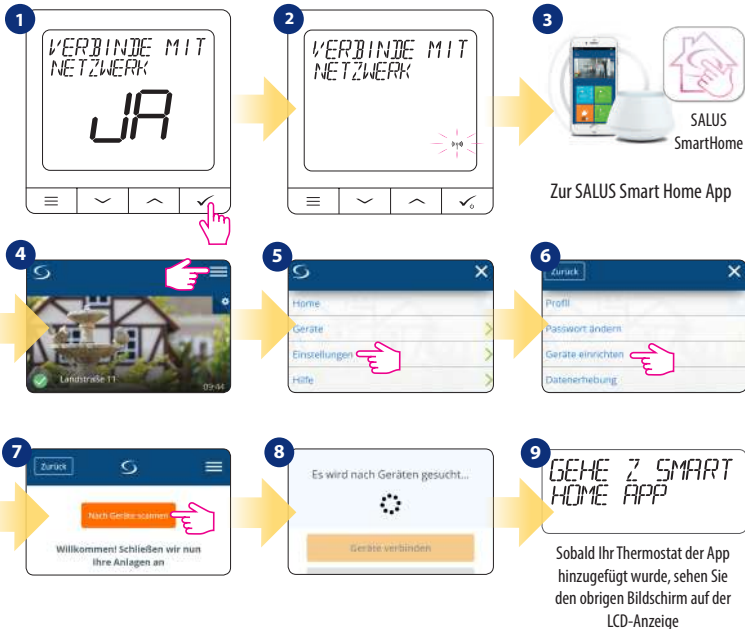 1
VERBINDE MIT
NETZWERK
JA
2
VERBINDE MIT
NETZWERK
3
SALUS
SmartHome
Zur SALUS Smart Home App
4
Landstraße 11
09:44
5
Home
Geräte
Einstellungen
Hilfe
6
Zurück
Profil
Passwort ändern
Geräte einrichten
Datenerhebung
7
Zurück
Nach Geräte scannen
Willkommen! Schließen wir nun
Ihre Anlagen an
8
Es wird nach Geräten gesucht...
Geräte verbinden
9
GEHE Z SMART
HOME APP
Sobald Ihr Thermostat der App
hinzugefügt wurde, sehen Sie
den obrigen Bildschirm auf der
LCD-Anzeige